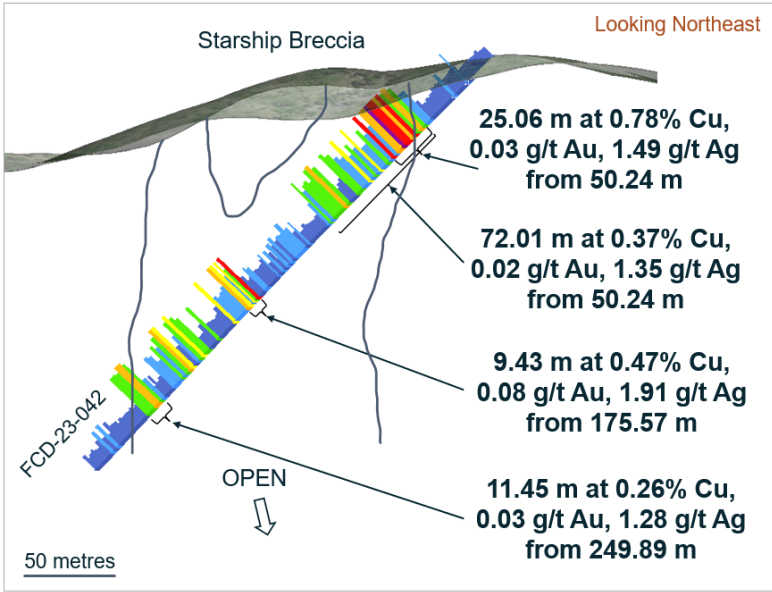 Looking Northeast
Starship Breccia
25.06 m at 0.78% Cu,
0.03 g/t Au, 1.49 g/t Ag
from 50.24 m
72.01 m at 0.37% Cu,
0.02 g/t Au, 1.35 g/t Ag
from 50.24 m
9.43 m at 0.47% Cu,
0.08 g/t Au, 1.91 g/t Ag
from 175.57 m
11.45 m at 0.26% Cu,
0.03 g/t Au, 1.28 g/t Ag
from 249.89 m
FCD-23-042
OPEN
50 metres